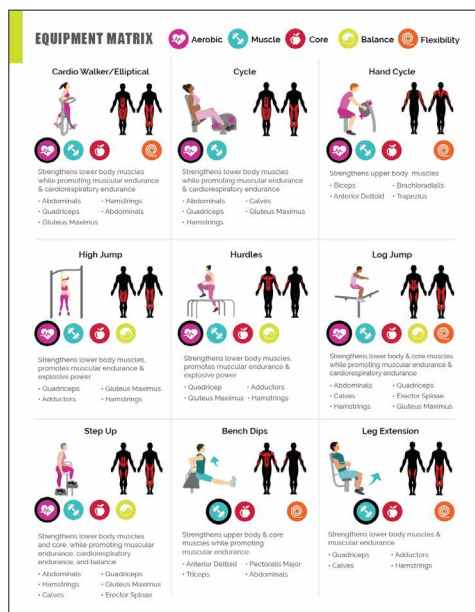 EQUIPMENT MATRIX
Aerobic
Muscle
Core
Balance
Flexibility
Cardio Walker/Elliptical
Strengthens lower body muscles
while promoting muscular endurance
& cardiorespiratory endurance
• Abdominals
• Quadriceps
• Gluteus Maximus
• Hamstrings
• Abdominals
Cycle
Strengthens lower body muscles
while promoting muscular endurance
& cardiorespiratory endurance
• Abdominals
• Quadriceps
• Hamstrings
• Calves
• Gluteus Maximus
Hand Cycle
Strengthens upper body muscles
• Biceps
• Anterior Deltoid
• Brachioradialis
• Trapezius
High Jump
Strengthens lower body muscles,
promotes muscular endurance &
explosive power
• Quadriceps
• Adductors
• Gluteus Maximus
• Hamstrings
Hurdles
Strengthens lower body muscles,
promotes muscular endurance &
explosive power
• Quadricep
• Gluteus Maximus
• Adductors
• Hamstrings
Log Jump
Strengthens lower body & core muscles
while promoting muscular endurance &
cardiorespiratory endurance
• Abdominals
• Calves
• Hamstrings
• Quadriceps
• Erector Spinae
• Gluteus Maximus
Step Up
Strengthens lower body muscles
and core, while promoting muscular
endurance, cardiorespiratory
endurance, and balance
• Abdominals
• Hamstrings
• Calves
• Quadriceps
• Gluteus Maximus
• Erector Spinae
Bench Dips
Strengthens upper body & core
muscles while promoting
muscular endurance
• Anterior Deltoid
• Triceps
• Pectoralis Major
• Abdominals
Leg Extension
Strengthens lower body muscles &
muscular endurance
• Quadriceps
• Calves
• Adductors
• Hamstrings